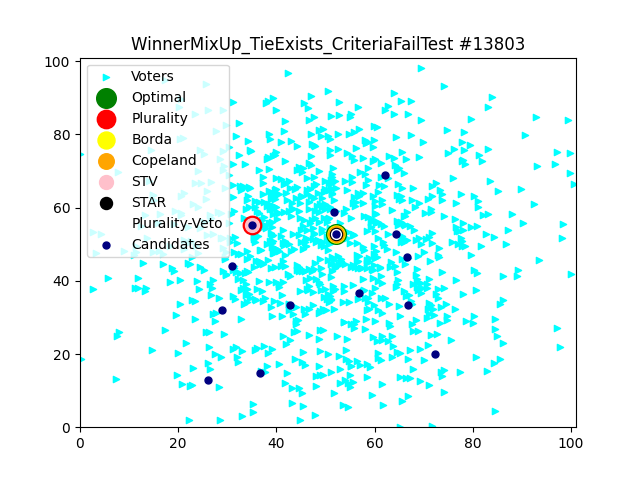 WinnerMixUp_TieExists_CriteriaFailTest #13803
100
80
60
40
20
0
Voters
Optimal
Plurality
Borda
Copeland
STV
STAR
Plurality-Veto
Candidates
0 20 40 60 80 100